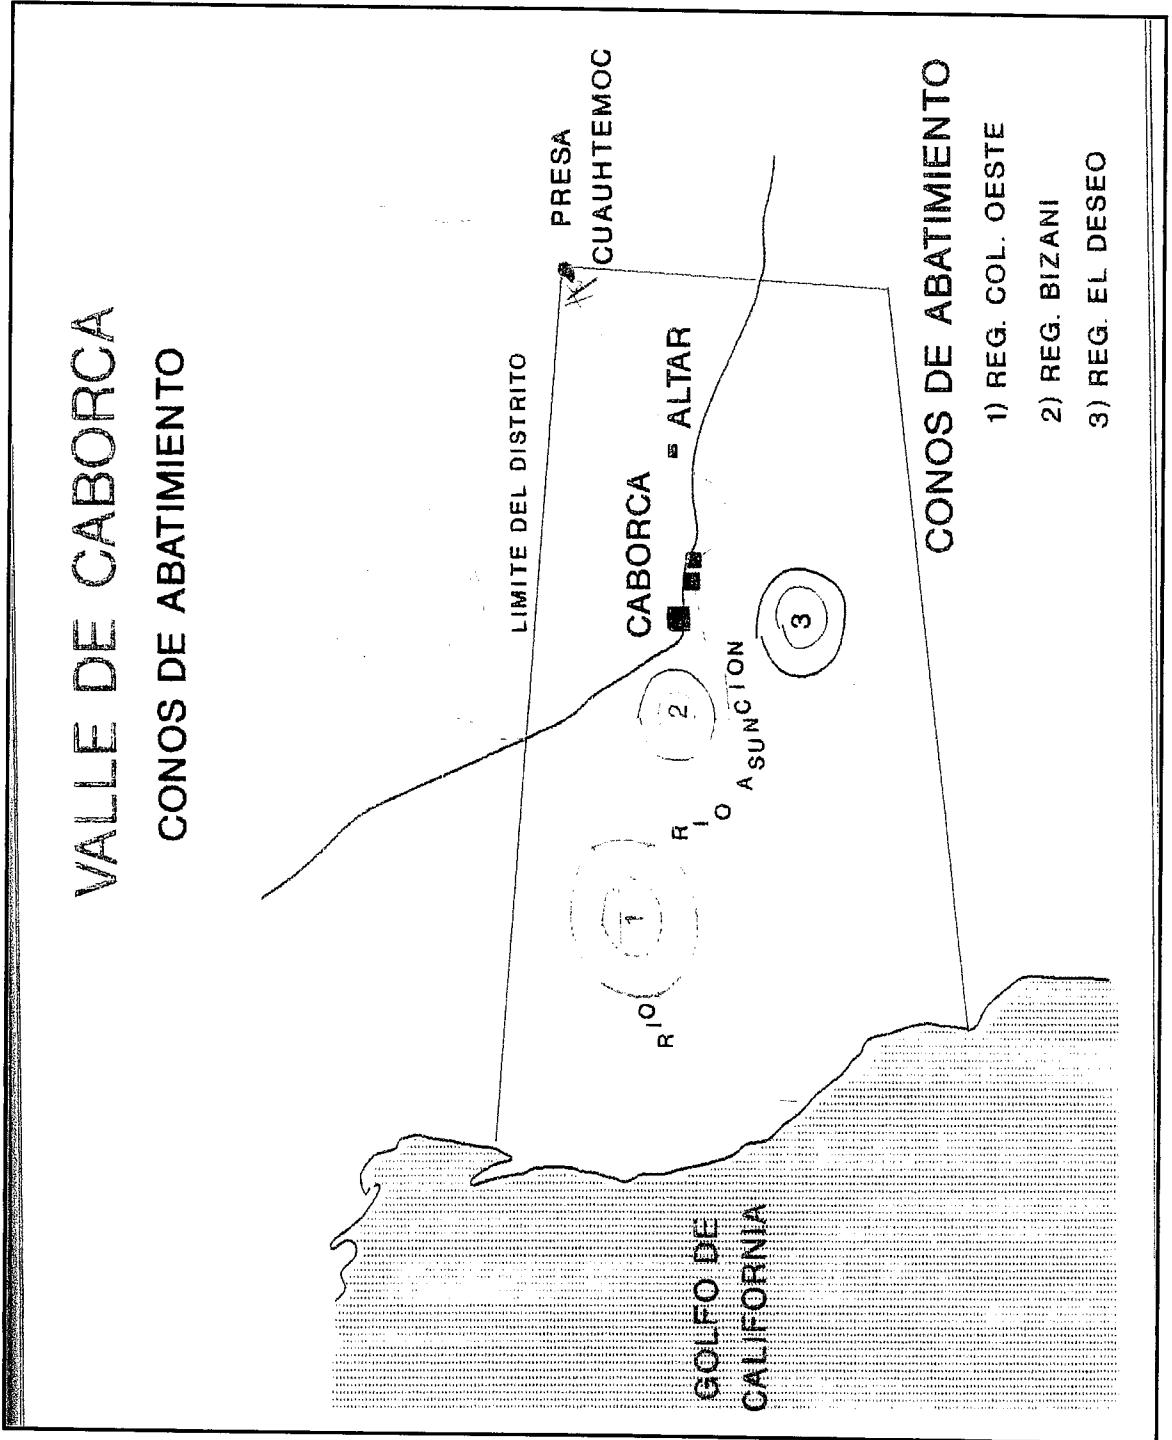 VALLE DE CABORCA
CONOS DE ABATIMIENTO
LIMITE DEL DISTRITO
PRESA
CUAUHTEMOC
CABORCA
ALTAR
1
2
3
RIO
RIO ASUNCION
GOLFO DE
CALIFORNIA
CONOS DE ABATIMIENTO
1) REG. COL. OESTE
2) REG. BIZANI
3) REG. EL DESEO